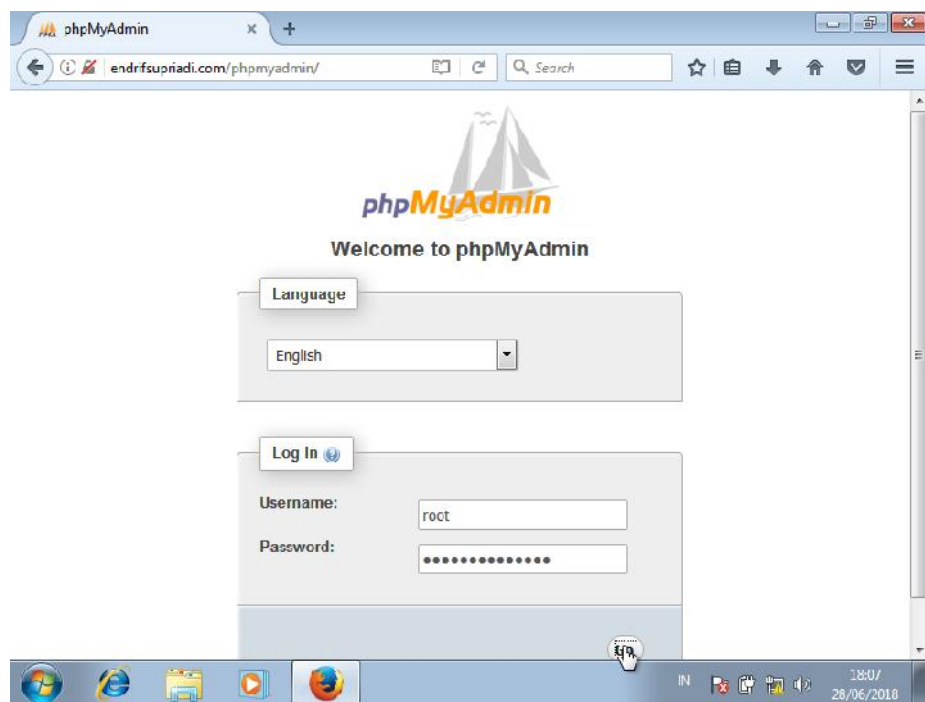 phpMyAdmin
endrifsupriadi.com/phpmyadmin/
Search
phpMyAdmin
Welcome to phpMyAdmin
Language
English
Log In
Username:
root
Password:
IN
18:07
28/06/2018